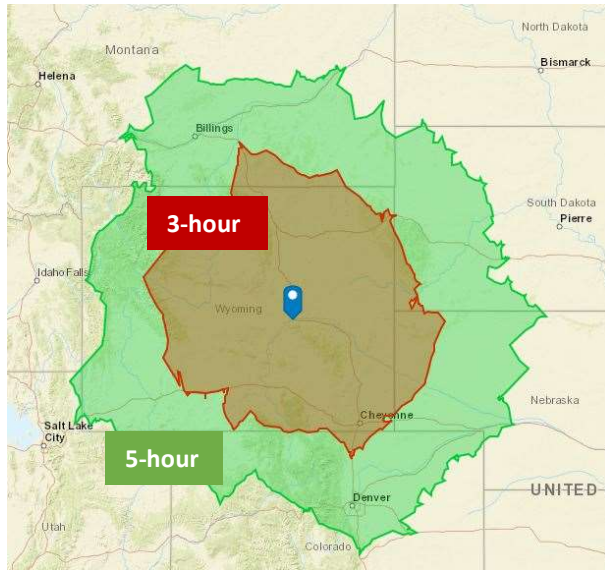 North Dakota
Montana
Helena
Bismarck
Billings
3-hour
South Dakota
Pierre
Idaho Falls
Wyoming
Nebraska
Cheyenne
Salt Lake
City
5-hour
UNITED
Denver
Utah
Colorado